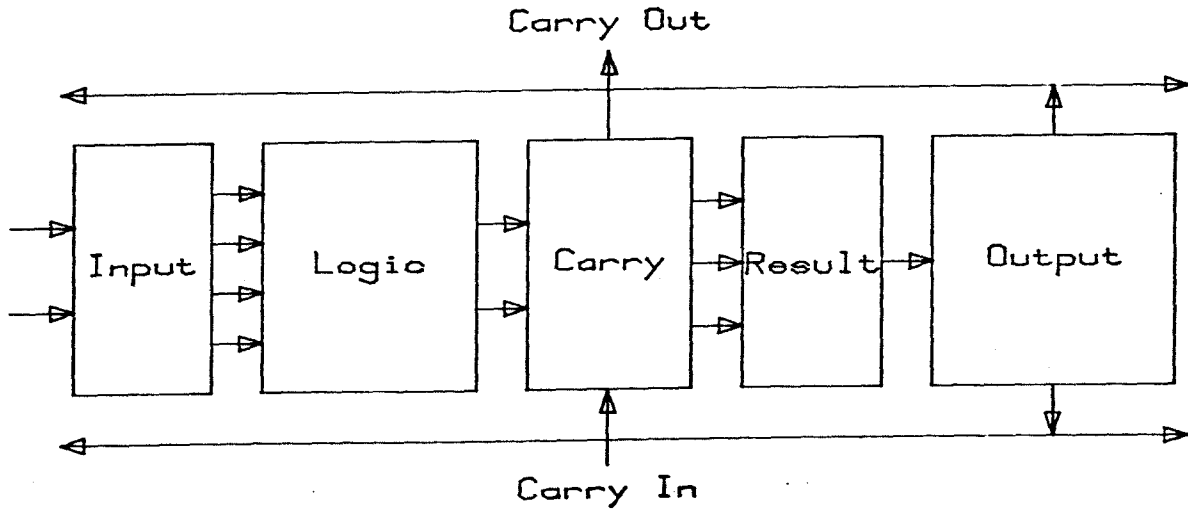 Carry Out
Input
Logic
Carry
Result
Output
Carry In